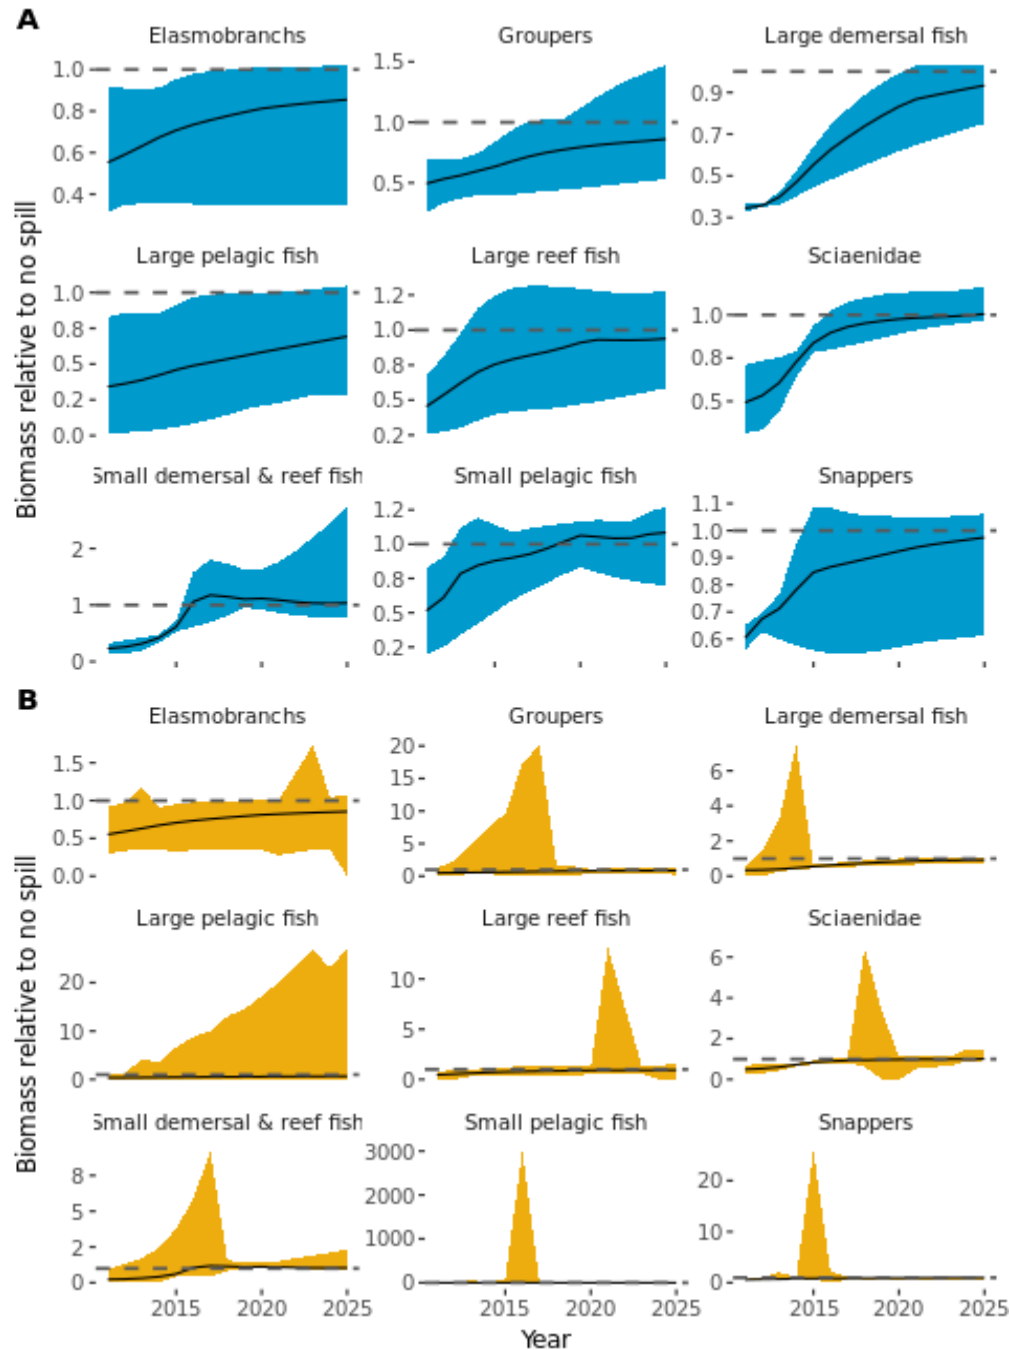 A
Elasmobranchs
Groupers
Large demersal fish
1.0
0.8
0.6
0.4
1.5
1.0
0.5
0.9
0.7
0.5
0.3
Large pelagic fish
Large reef fish
Sciaenidae
1.0
0.8
0.5
0.2
0.0
1.2
1.0
0.8
0.5
0.2
1.0
0.8
0.5
Small demersal & reef fish
Small pelagic fish
Snappers
2
1
0
1.2
1.0
0.8
0.5
0.2
1.1
1.0
0.9
0.8
0.7
0.6
Biomass relative to no spill
B
Elasmobranchs
Groupers
Large demersal fish
1.5
1.0
0.5
0.0
20
15
10
5
0
6
4
2
0
Large pelagic fish
Large reef fish
Sciaenidae
20
10
0
10
5
0
6
4
2
0
Small demersal & reef fish
Small pelagic fish
Snappers
8
5
2
0
3000
2000
1000
0
20
10
0
2015 2020 2025
2015 2020 2025
2015 2020 2025
Biomass relative to no spill
Year